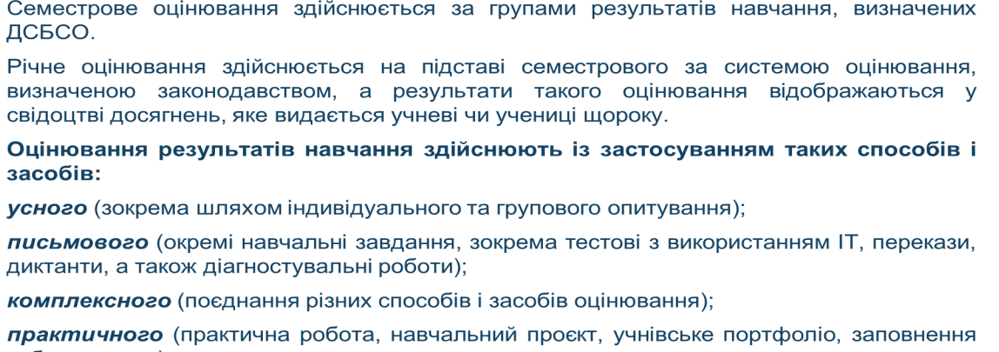 Семестрове оцінювання здійснюється за групами результатів навчання, визначених
ДСБСО.
Річне оцінювання здійснюється на підставі семестрового за системою оцінювання,
визначеною законодавством, а результати такого оцінювання відображаються у
свідоцтві досягнень, яке видається учневі чи учениці щороку.
Оцінювання результатів навчання здійснюють із застосуванням таких способів і
засобів:
усного (зокрема шляхом індивідуального та групового опитування);
письмового (окремі навчальні завдання, зокрема тестові з використанням ІТ, перекази,
диктанти, а також діагностувальні роботи);
комплексного (поєднання різних способів і засобів оцінювання);
практичного (практична робота, навчальний проєкт, учнівське портфоліо, заповнення